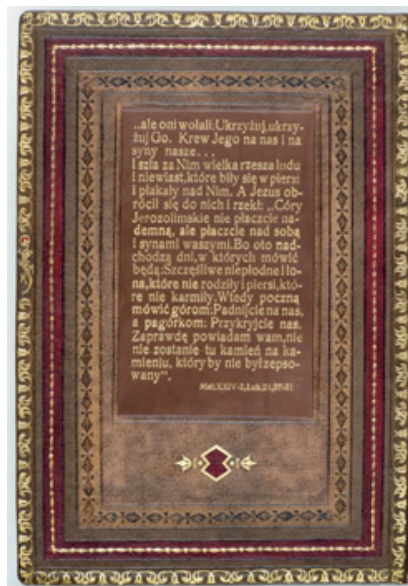 „ale oni wołali: Ukrzyżuj, ukrzy-
żuj Go. Krew Jego na nas i na
syny nasze...
I szła za Nim wielka rzesza ludu
i niewiast, które biły się w piersi
i płakały nad Nim. A Jezus ob-
rócił się do nich i rzekł: „Córy
Jerozolimskie nie płaczcie na-
demną, ale płaczcie nad sobą
i synami waszymi. Bo oto nad-
chodzą dni, w których mówić
będą: Szczęśliwe niepłodne i ło-
na, które nie rodziły i piersi, któ-
re nie karmiły. Wtedy poczną
mówić górom: Padnijcie na nas,
a pagórkom: Przykryjcie nas.
Zaprawdę powiadam wam, nie
nie zostanie tu kamień na ka-
mieniu, który by nie był zepso-
wany".
Mat. XXIV-2, Łuk. 23, 27-31